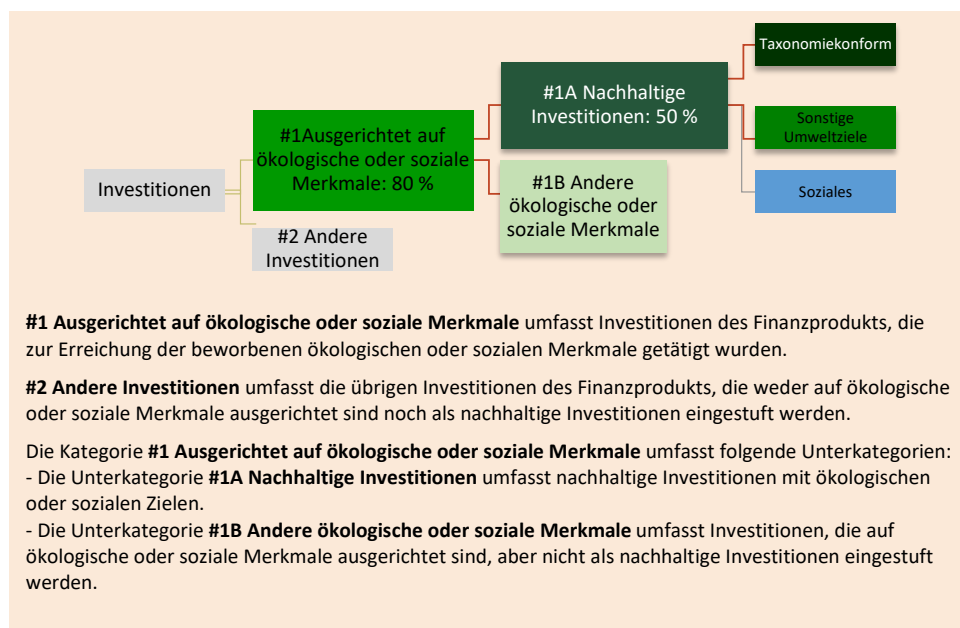 Taxonomiekonform
#1A Nachhaltige
Investitionen: 50 %
#1Ausgerichtet auf
ökologische oder soziale
Merkmale: 80 %
Sonstige
Umweltziele
Investitionen
#1B Andere
ökologische oder
soziale Merkmale
Soziales
#2 Andere
Investitionen
#1 Ausgerichtet auf ökologische oder soziale Merkmale umfasst Investitionen des Finanzprodukts, die
zur Erreichung der beworbenen ökologischen oder sozialen Merkmale getätigt wurden.
#2 Andere Investitionen umfasst die übrigen Investitionen des Finanzprodukts, die weder auf ökologische
oder soziale Merkmale ausgerichtet sind noch als nachhaltige Investitionen eingestuft werden.
Die Kategorie #1 Ausgerichtet auf ökologische oder soziale Merkmale umfasst folgende Unterkategorien:
- Die Unterkategorie #1A Nachhaltige Investitionen umfasst nachhaltige Investitionen mit ökologischen
oder sozialen Zielen.
- Die Unterkategorie #1B Andere ökologische oder soziale Merkmale umfasst Investitionen, die auf
ökologische oder soziale Merkmale ausgerichtet sind, aber nicht als nachhaltige Investitionen eingestuft
werden.